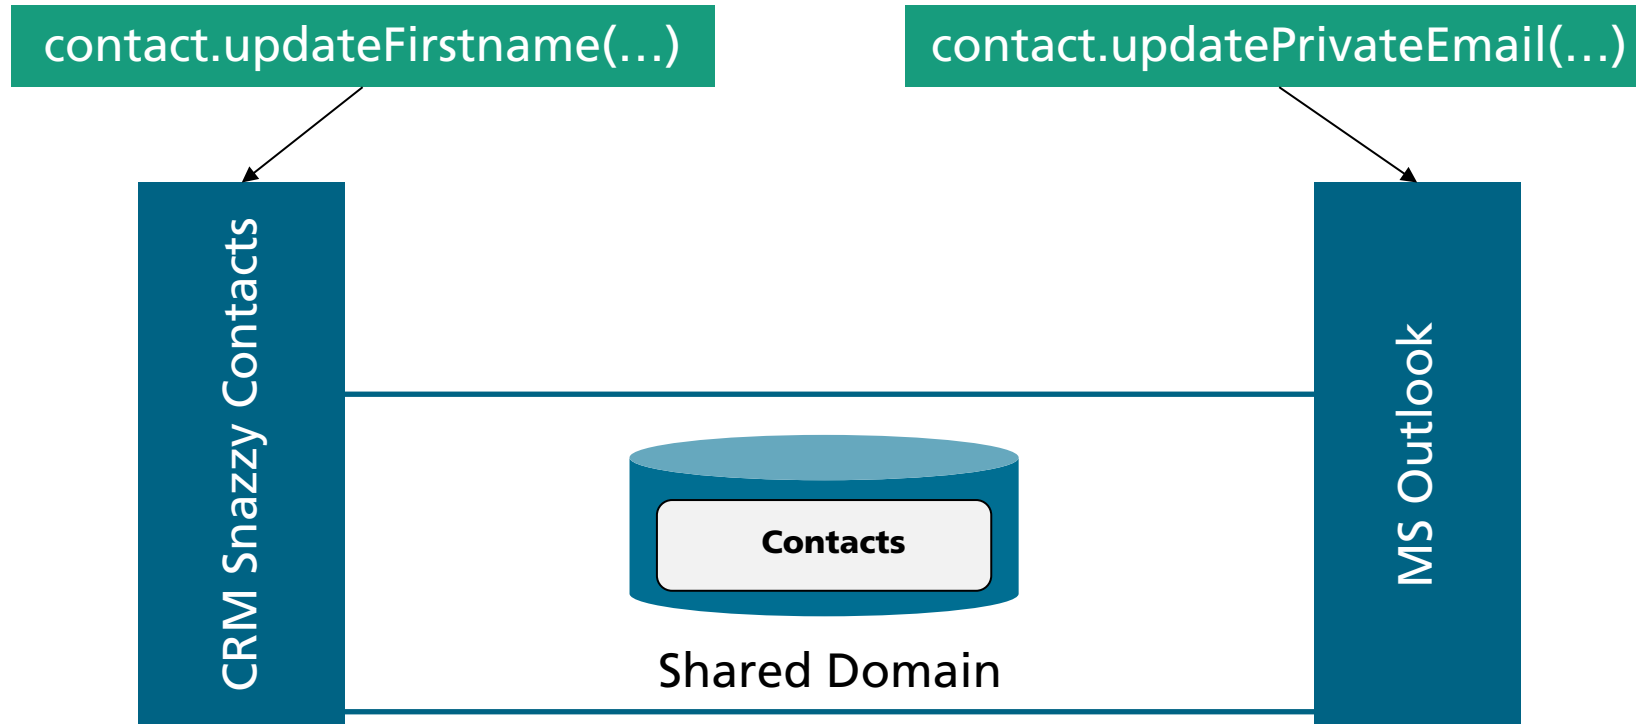 contact.updateFirstname(…)
contact.updatePrivateEmail(…)
CRM Snazzy Contacts
MS Outlook
Contacts
Shared Domain